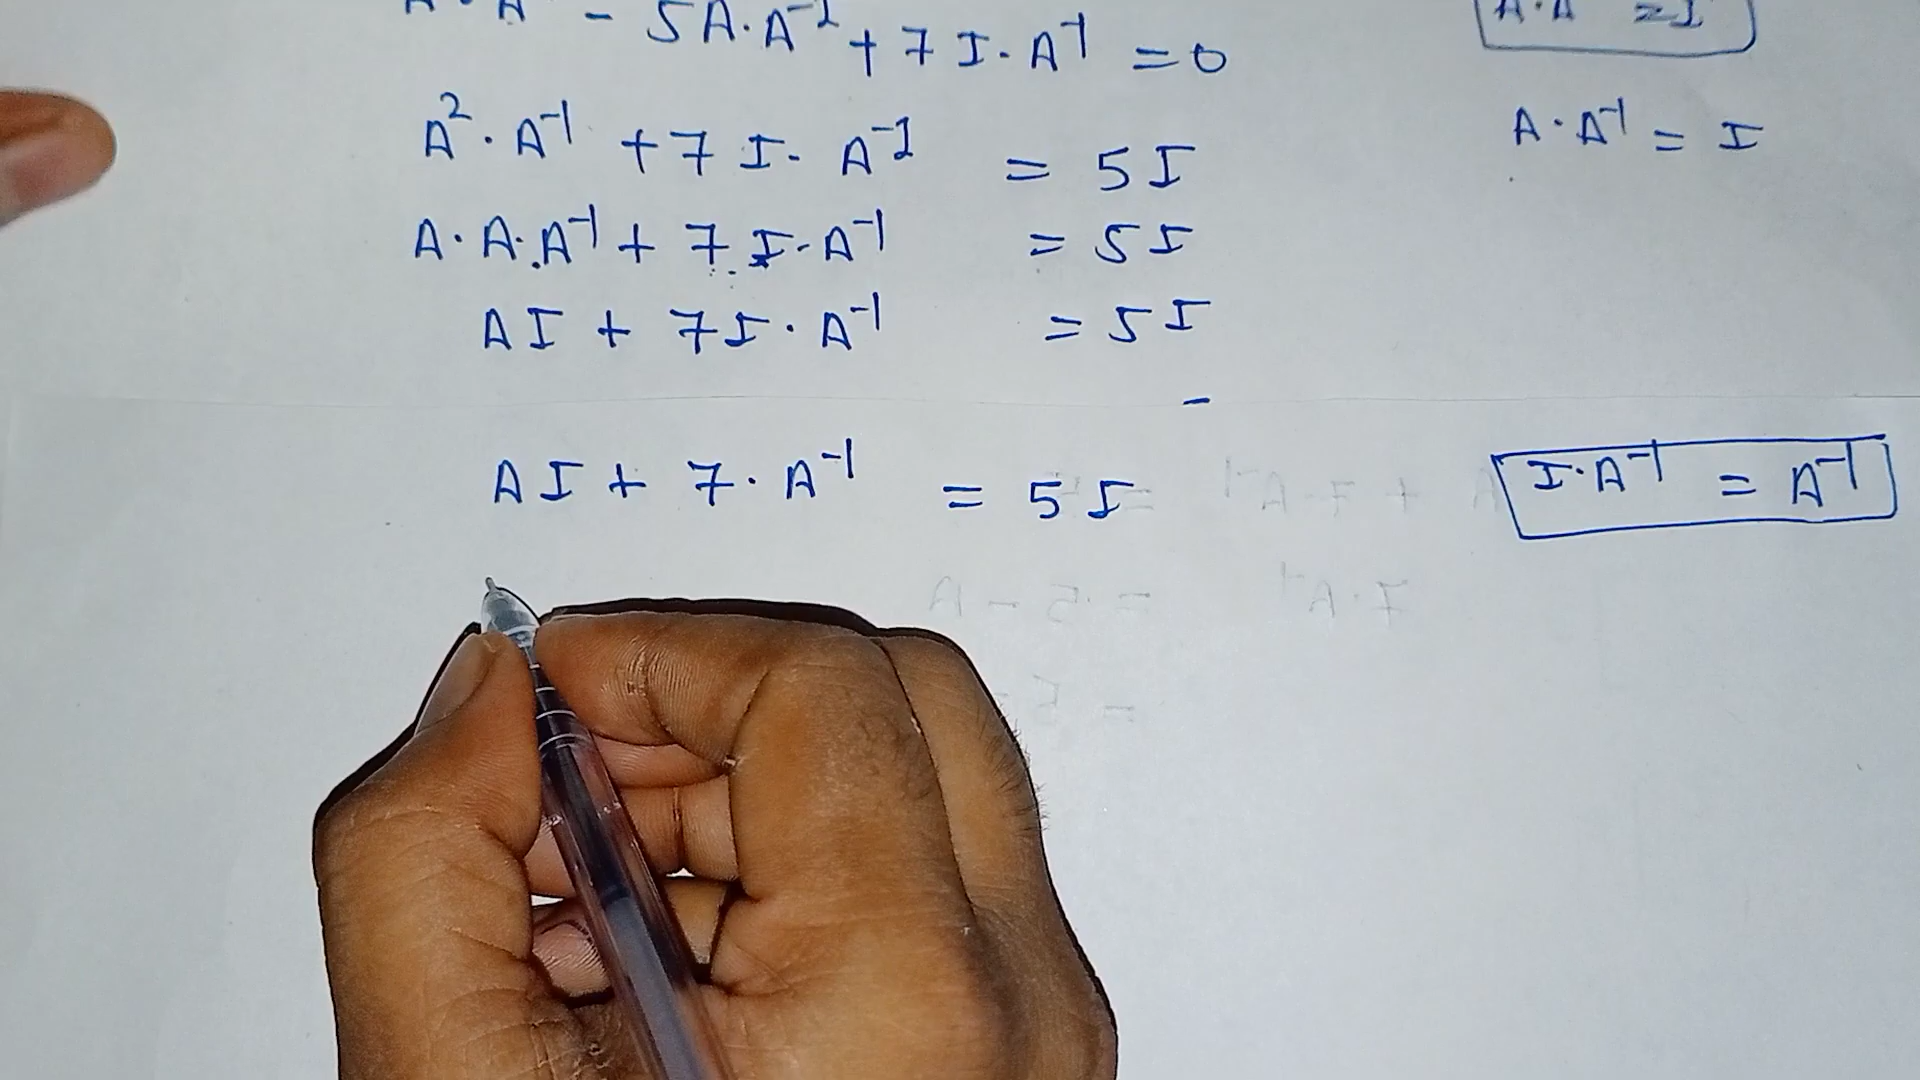 - 5A·A⁻¹ + 7I·A⁻¹ = 0
A·A = I
A²·A⁻¹ + 7I·A⁻¹ = 5I
A·A⁻¹ = I
A·A·A⁻¹ + 7I·A⁻¹ = 5I
AI + 7I·A⁻¹ = 5I
AI + 7·A⁻¹ = 5I
I·A⁻¹ = A⁻¹